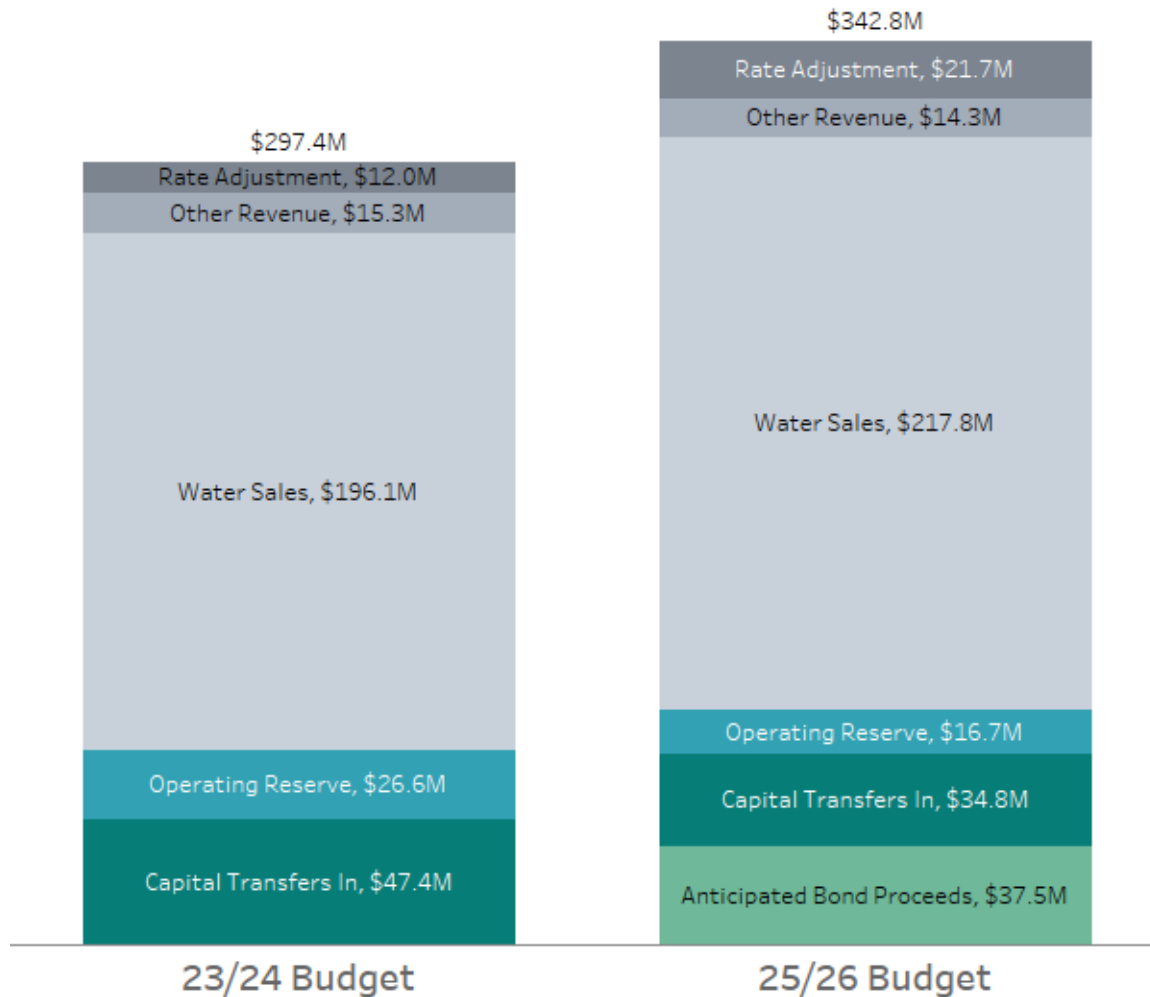 $297.4M
Rate Adjustment, $12.0M
Other Revenue, $15.3M
Water Sales, $196.1M
Operating Reserve, $26.6M
Capital Transfers In, $47.4M
23/24 Budget
$342.8M
Rate Adjustment, $21.7M
Other Revenue, $14.3M
Water Sales, $217.8M
Operating Reserve, $16.7M
Capital Transfers In, $34.8M
Anticipated Bond Proceeds, $37.5M
25/26 Budget